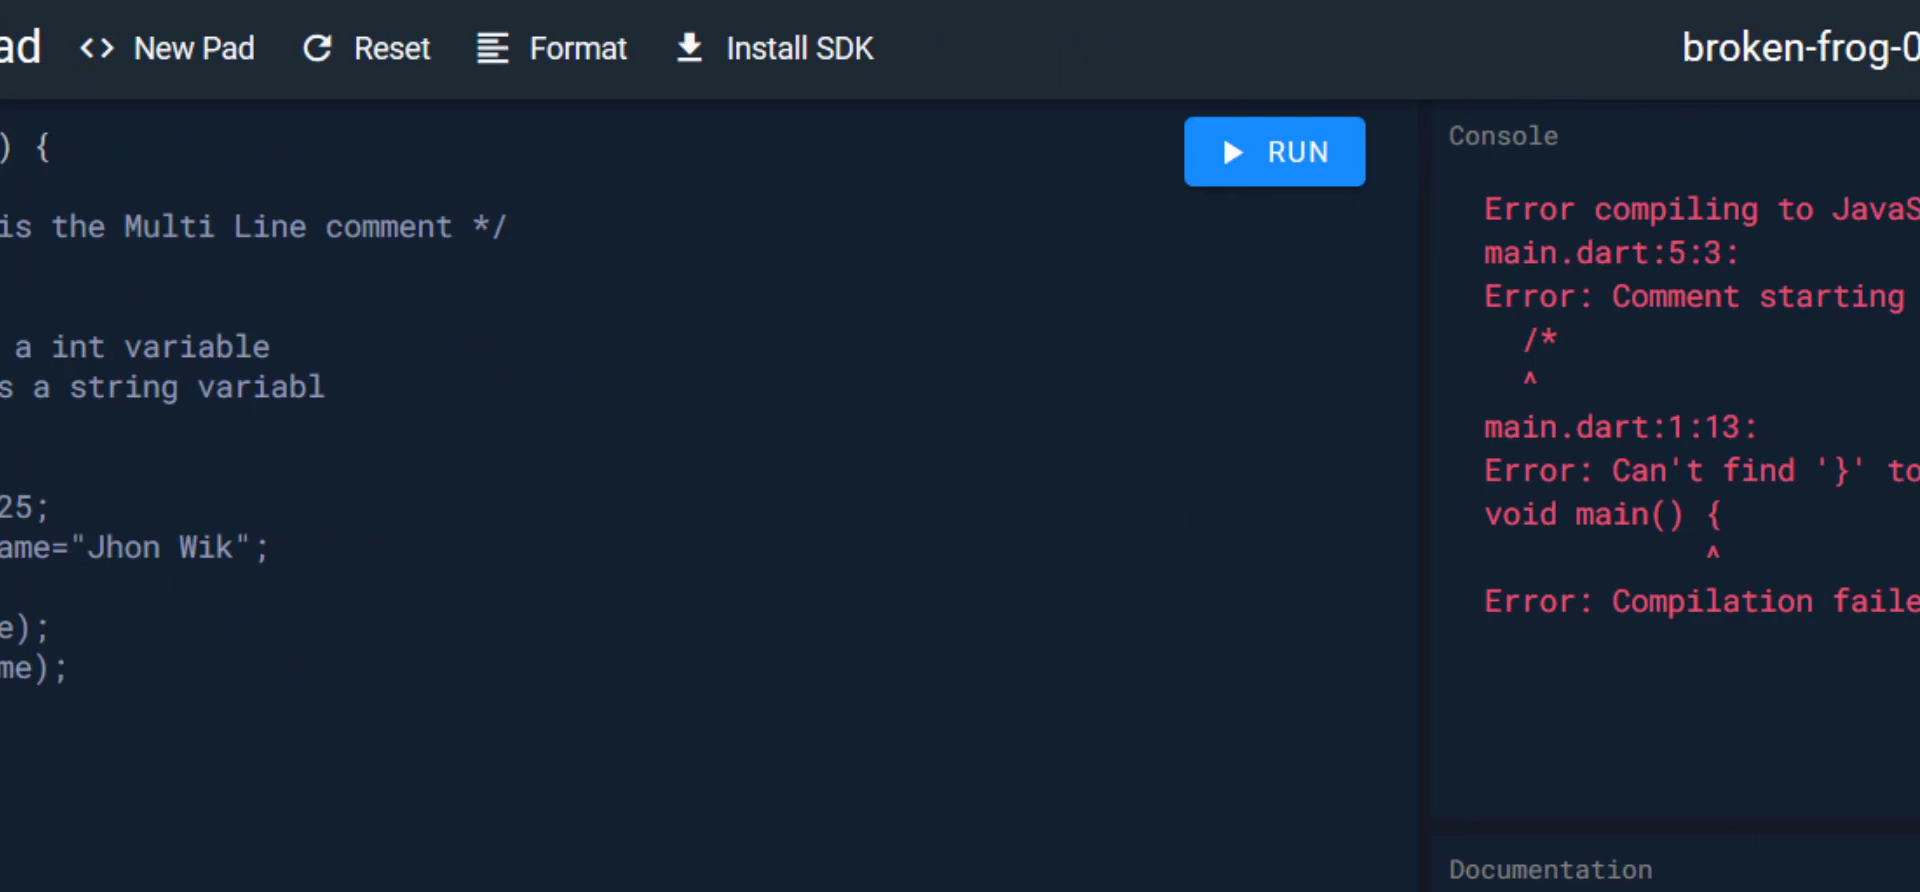 ad <> New Pad Reset Format Install SDK broken-frog-0
) {
RUN
is the Multi Line comment */
a int variable
s a string variabl
25;
ame="Jhon Wik";
e);
me);
Console
Error compiling to JavaS
main.dart:5:3:
Error: Comment starting
/*
^
main.dart:1:13:
Error: Can't find '}' to
void main() {
^
Error: Compilation faile
Documentation